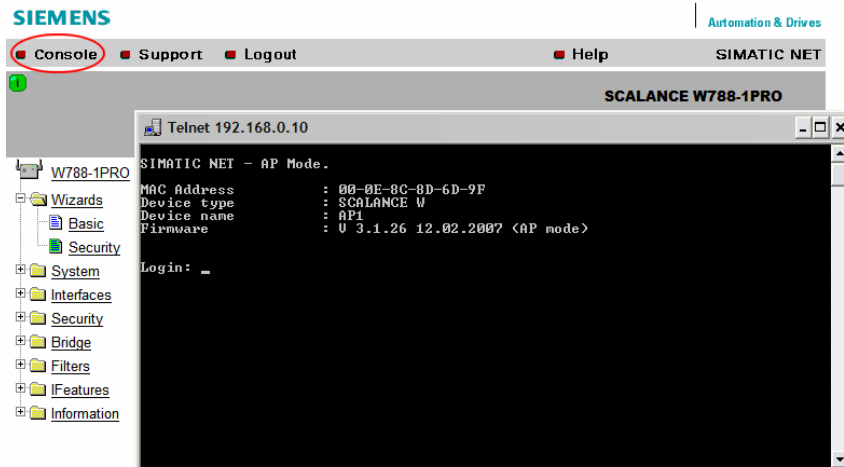 SIEMENS
Automation & Drives
Console Support Logout Help SIMATIC NET
SCALANCE W788-1PRO
Telnet 192.168.0.10
SIMATIC NET - AP Mode.
MAC Address : 00-0E-8C-8D-6D-9F
Device type : SCALANCE W
Device name : AP1
Firmware : V 3.1.26 12.02.2007 (AP mode)
Login: _
W788-1PRO
Wizards
Basic
Security
System
Interfaces
Security
Bridge
Filters
IFeatures
Information